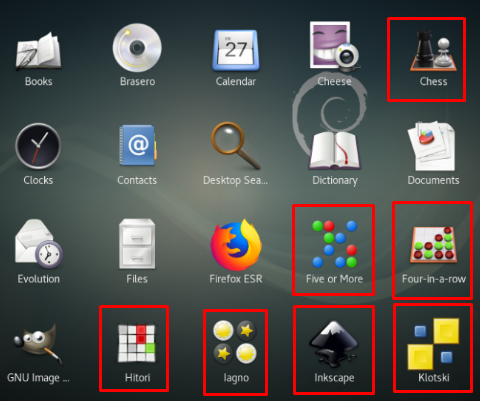 Books
Brasero
27
Calendar
Cheese
Chess
Clocks
@
Contacts
Desktop Sea...
Dictionary
Documents
Evolution
Files
Firefox ESR
Five or More
Four-in-a-row
GNU Image ...
Hitori
Iagno
Inkscape
Klotski